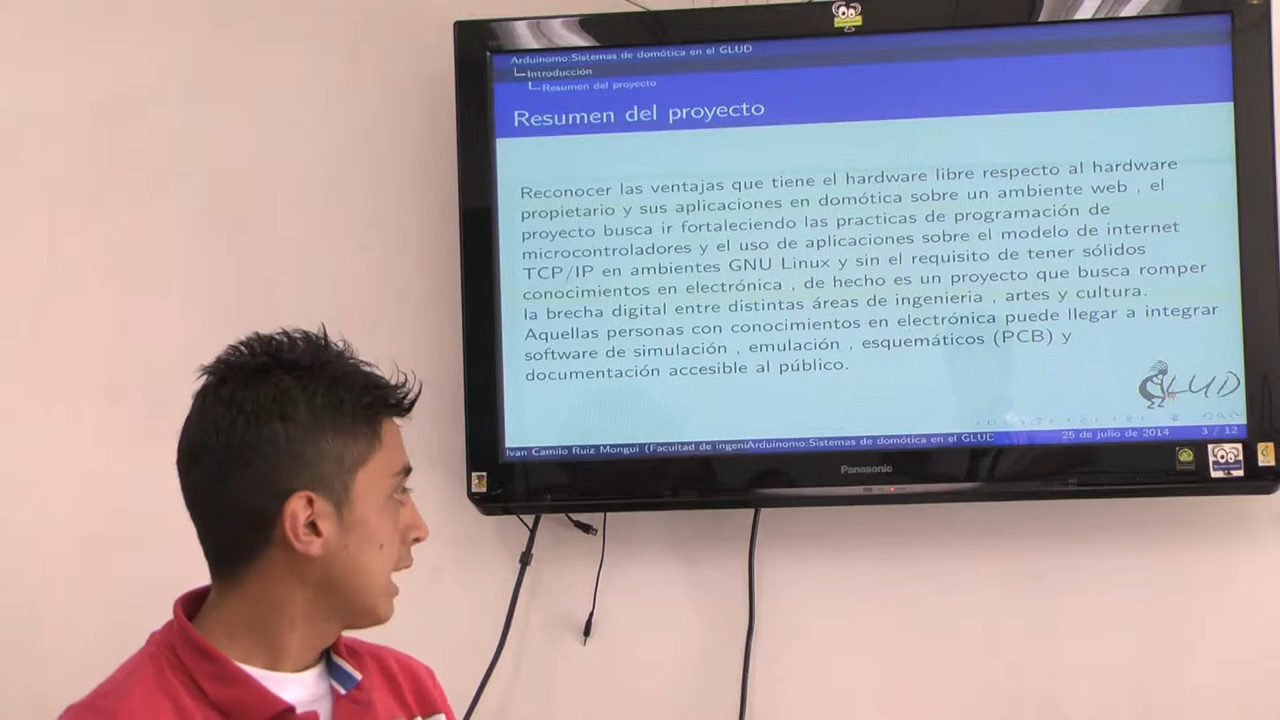 Arduinomo:Sistemas de domótica en el GLUD
Introducción
Resumen del proyecto
Resumen del proyecto
Reconocer las ventajas que tiene el hardware libre respecto al hardware
propietario y sus aplicaciones en domótica sobre un ambiente web , el
proyecto busca ir fortaleciendo las practicas de programación de
microcontroladores y el uso de aplicaciones sobre el modelo de internet
TCP/IP en ambientes GNU Linux y sin el requisito de tener sólidos
conocimientos en electrónica , de hecho es un proyecto que busca romper
la brecha digital entre distintas áreas de ingenieria , artes y cultura.
Aquellas personas con conocimientos en electrónica puede llegar a integrar
software de simulación , emulación , esquemáticos (PCB) y
documentación accesible al público.
GLUD
Ivan Camilo Ruiz Mongui (Facultad de ingeniArduinomo:Sistemas de domótica en el GLUD 25 de julio de 2014 3 / 12
Panasonic